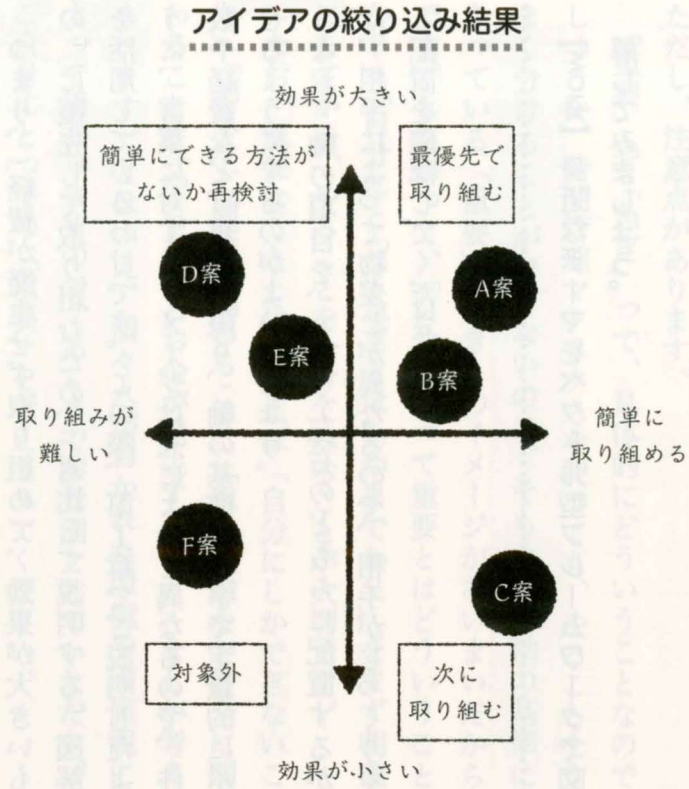 アイデアの絞り込み結果
効果が大きい
簡単にできる方法が
ないか再検討
最優先で
取り組む
D案
A案
E案
B案
取り組みが
難しい
簡単に
取り組める
F案
C案
対象外
次に
取り組む
効果が小さい